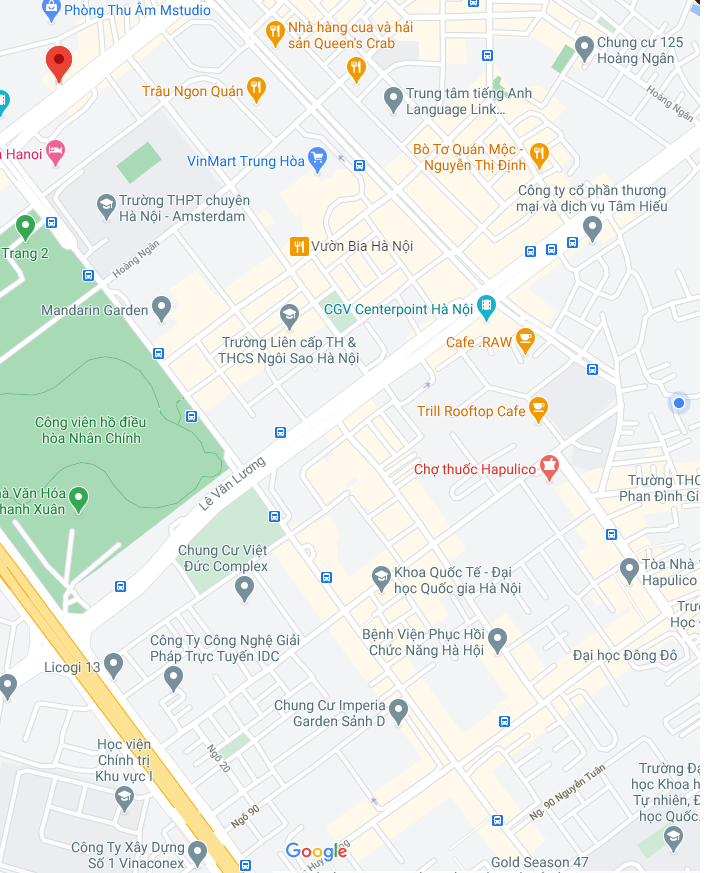 Phòng Thu Âm Mstudio
Nhà hàng cua và hải
sản Queen's Crab
Chung cư 125
Hoàng Ngân
Trâu Ngon Quán
Trung tâm tiếng Anh
Language Link...
Hoàng Ngân
Hanoi
VinMart Trung Hòa
Bò Tơ Quán Mộc -
Nguyễn Thị Định
Công ty cổ phần thương
mại và dịch vụ Tâm Hiếu
Trường THPT chuyên
Hà Nội - Amsterdam
Trang 2
Hoàng Ngân
Vườn Bia Hà Nội
Mandarin Garden
CGV Centerpoint Hà Nội
Trường Liên cấp TH &
THCS Ngôi Sao Hà Nội
Cafe .RAW
Trill Rooftop Cafe
Công viên hồ điều
hòa Nhân Chính
Lê Văn Lương
Chợ thuốc Hapulico
Trường THC
Phan Đình Gi
hà Văn Hóa
hanh Xuân
Chung Cư Việt
Đức Complex
Khoa Quốc Tế - Đại
học Quốc gia Hà Nội
Tòa Nhà
Hapulico
Trư
Học
Công Ty Công Nghệ Giải
Pháp Trực Tuyến IDC
Bệnh Viện Phục Hồi
Chức Năng Hà Hội
Đại học Đông Đô
Licogi 13
Chung Cư Imperia
Garden Sảnh D
Học viện
Chính trị
Khu vực I
Ngõ 20
Ngõ 90
Ng. 90 Nguyễn Tuân
Trường Đạ
học Khoa h
Tự nhiên, Đ
học Quốc...
Công Ty Xây Dựng
Số 1 Vinaconex
Google
Huy
ng
Gold Season 47